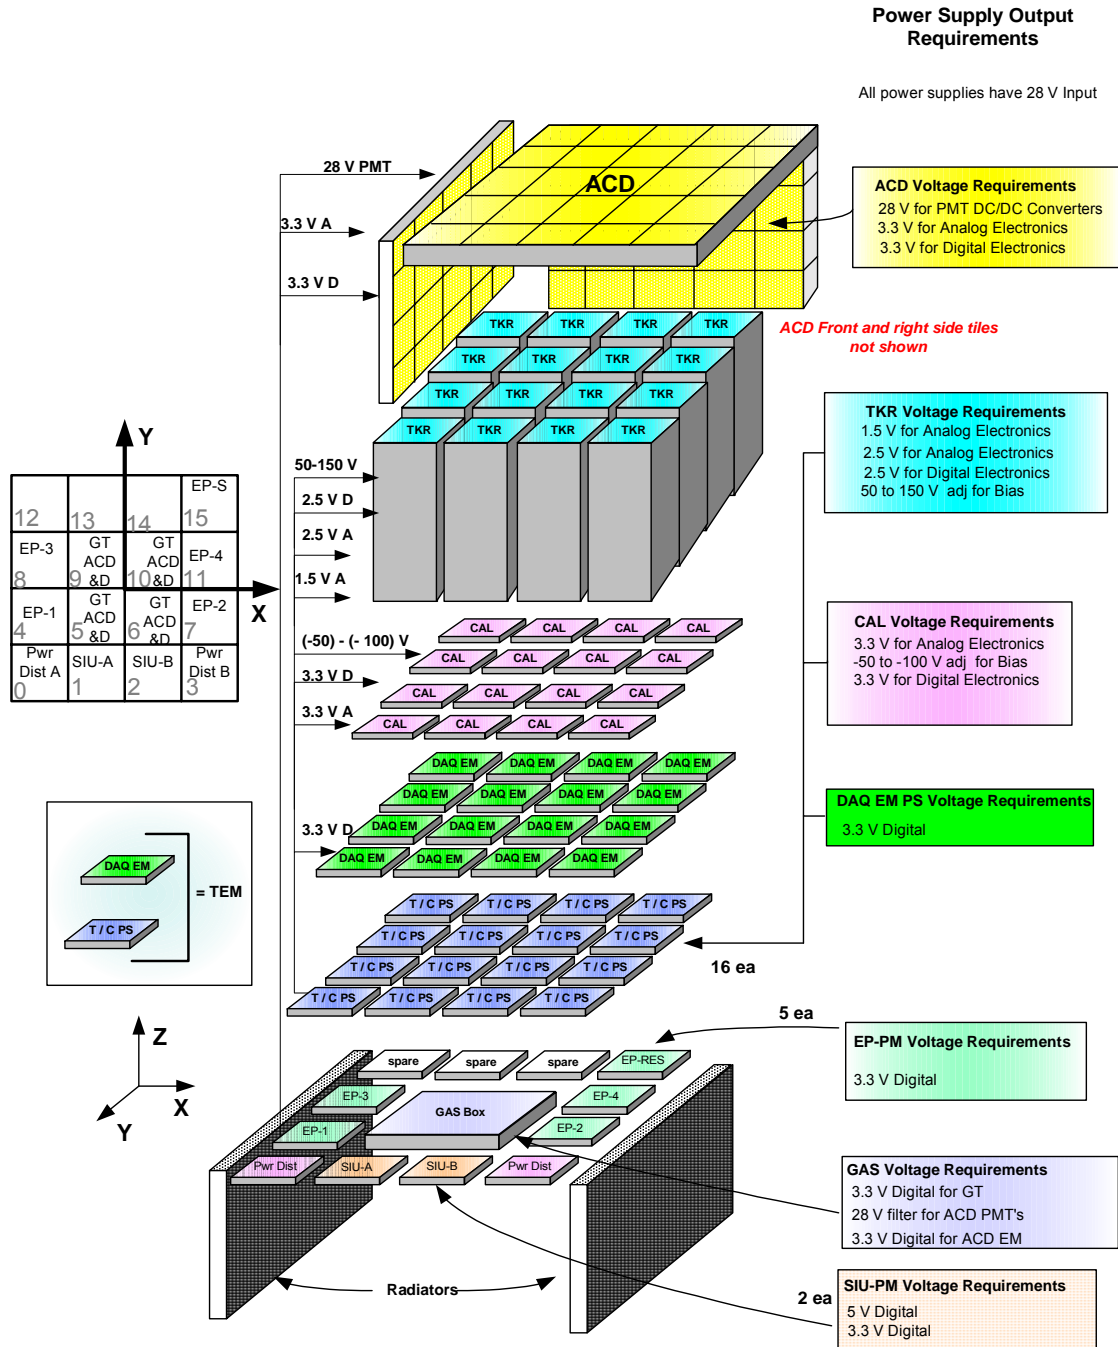 Power Supply Output
Requirements
All power supplies have 28 V Input
28 V PMT
3.3 V A
3.3 V D
ACD
ACD Voltage Requirements
28 V for PMT DC/DC Converters
3.3 V for Analog Electronics
3.3 V for Digital Electronics
ACD Front and right side tiles
not shown
TKR TKR TKR TKR
TKR TKR TKR TKR
TKR TKR TKR TKR
TKR TKR TKR TKR
50-150 V
2.5 V D
2.5 V A
1.5 V A
TKR Voltage Requirements
1.5 V for Analog Electronics
2.5 V for Analog Electronics
2.5 V for Digital Electronics
50 to 150 V adj for Bias
Y
X
EP-S
12 13 14 15
EP-3 GT ACD &D GT ACD &D EP-4
8 9 10 11
EP-1 GT ACD &D GT ACD &D EP-2
4 5 6 7
Pwr Dist A SIU-A SIU-B Pwr Dist B
0 1 2 3
(-50) - (- 100) V
3.3 V D
3.3 V A
CAL CAL CAL CAL
CAL CAL CAL CAL
CAL CAL CAL CAL
CAL CAL CAL CAL
CAL Voltage Requirements
3.3 V for Analog Electronics
-50 to -100 V adj for Bias
3.3 V for Digital Electronics
DAQ EM DAQ EM DAQ EM DAQ EM
DAQ EM DAQ EM DAQ EM DAQ EM
DAQ EM DAQ EM DAQ EM DAQ EM
DAQ EM DAQ EM DAQ EM DAQ EM
3.3 V D
DAQ EM PS Voltage Requirements
3.3 V Digital
DAQ EM
= TEM
T / C PS
T / C PS T / C PS T / C PS T / C PS
T / C PS T / C PS T / C PS T / C PS
T / C PS T / C PS T / C PS T / C PS
T / C PS T / C PS T / C PS T / C PS
16 ea
Z
X
Y
5 ea
EP-PM Voltage Requirements
3.3 V Digital
spare spare spare EP-RES
EP-3 GAS Box EP-4
EP-1 EP-2
Pwr Dist SIU-A SIU-B Pwr Dist
GAS Voltage Requirements
3.3 V Digital for GT
28 V filter for ACD PMT's
3.3 V Digital for ACD EM
Radiators
2 ea
SIU-PM Voltage Requirements
5 V Digital
3.3 V Digital